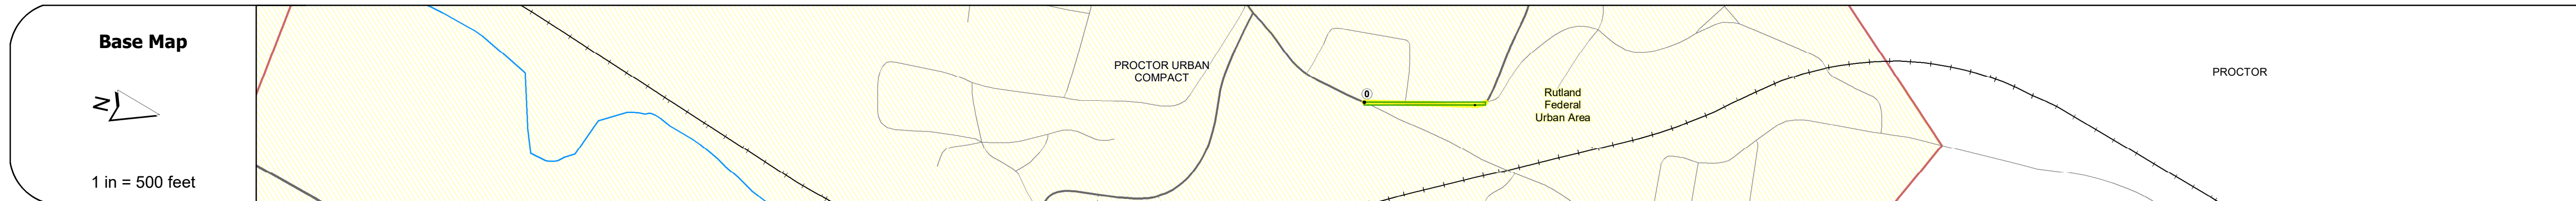 Base Map
N
1 in = 500 feet
PROCTOR URBAN
COMPACT
0
Rutland
Federal
Urban Area
PROCTOR